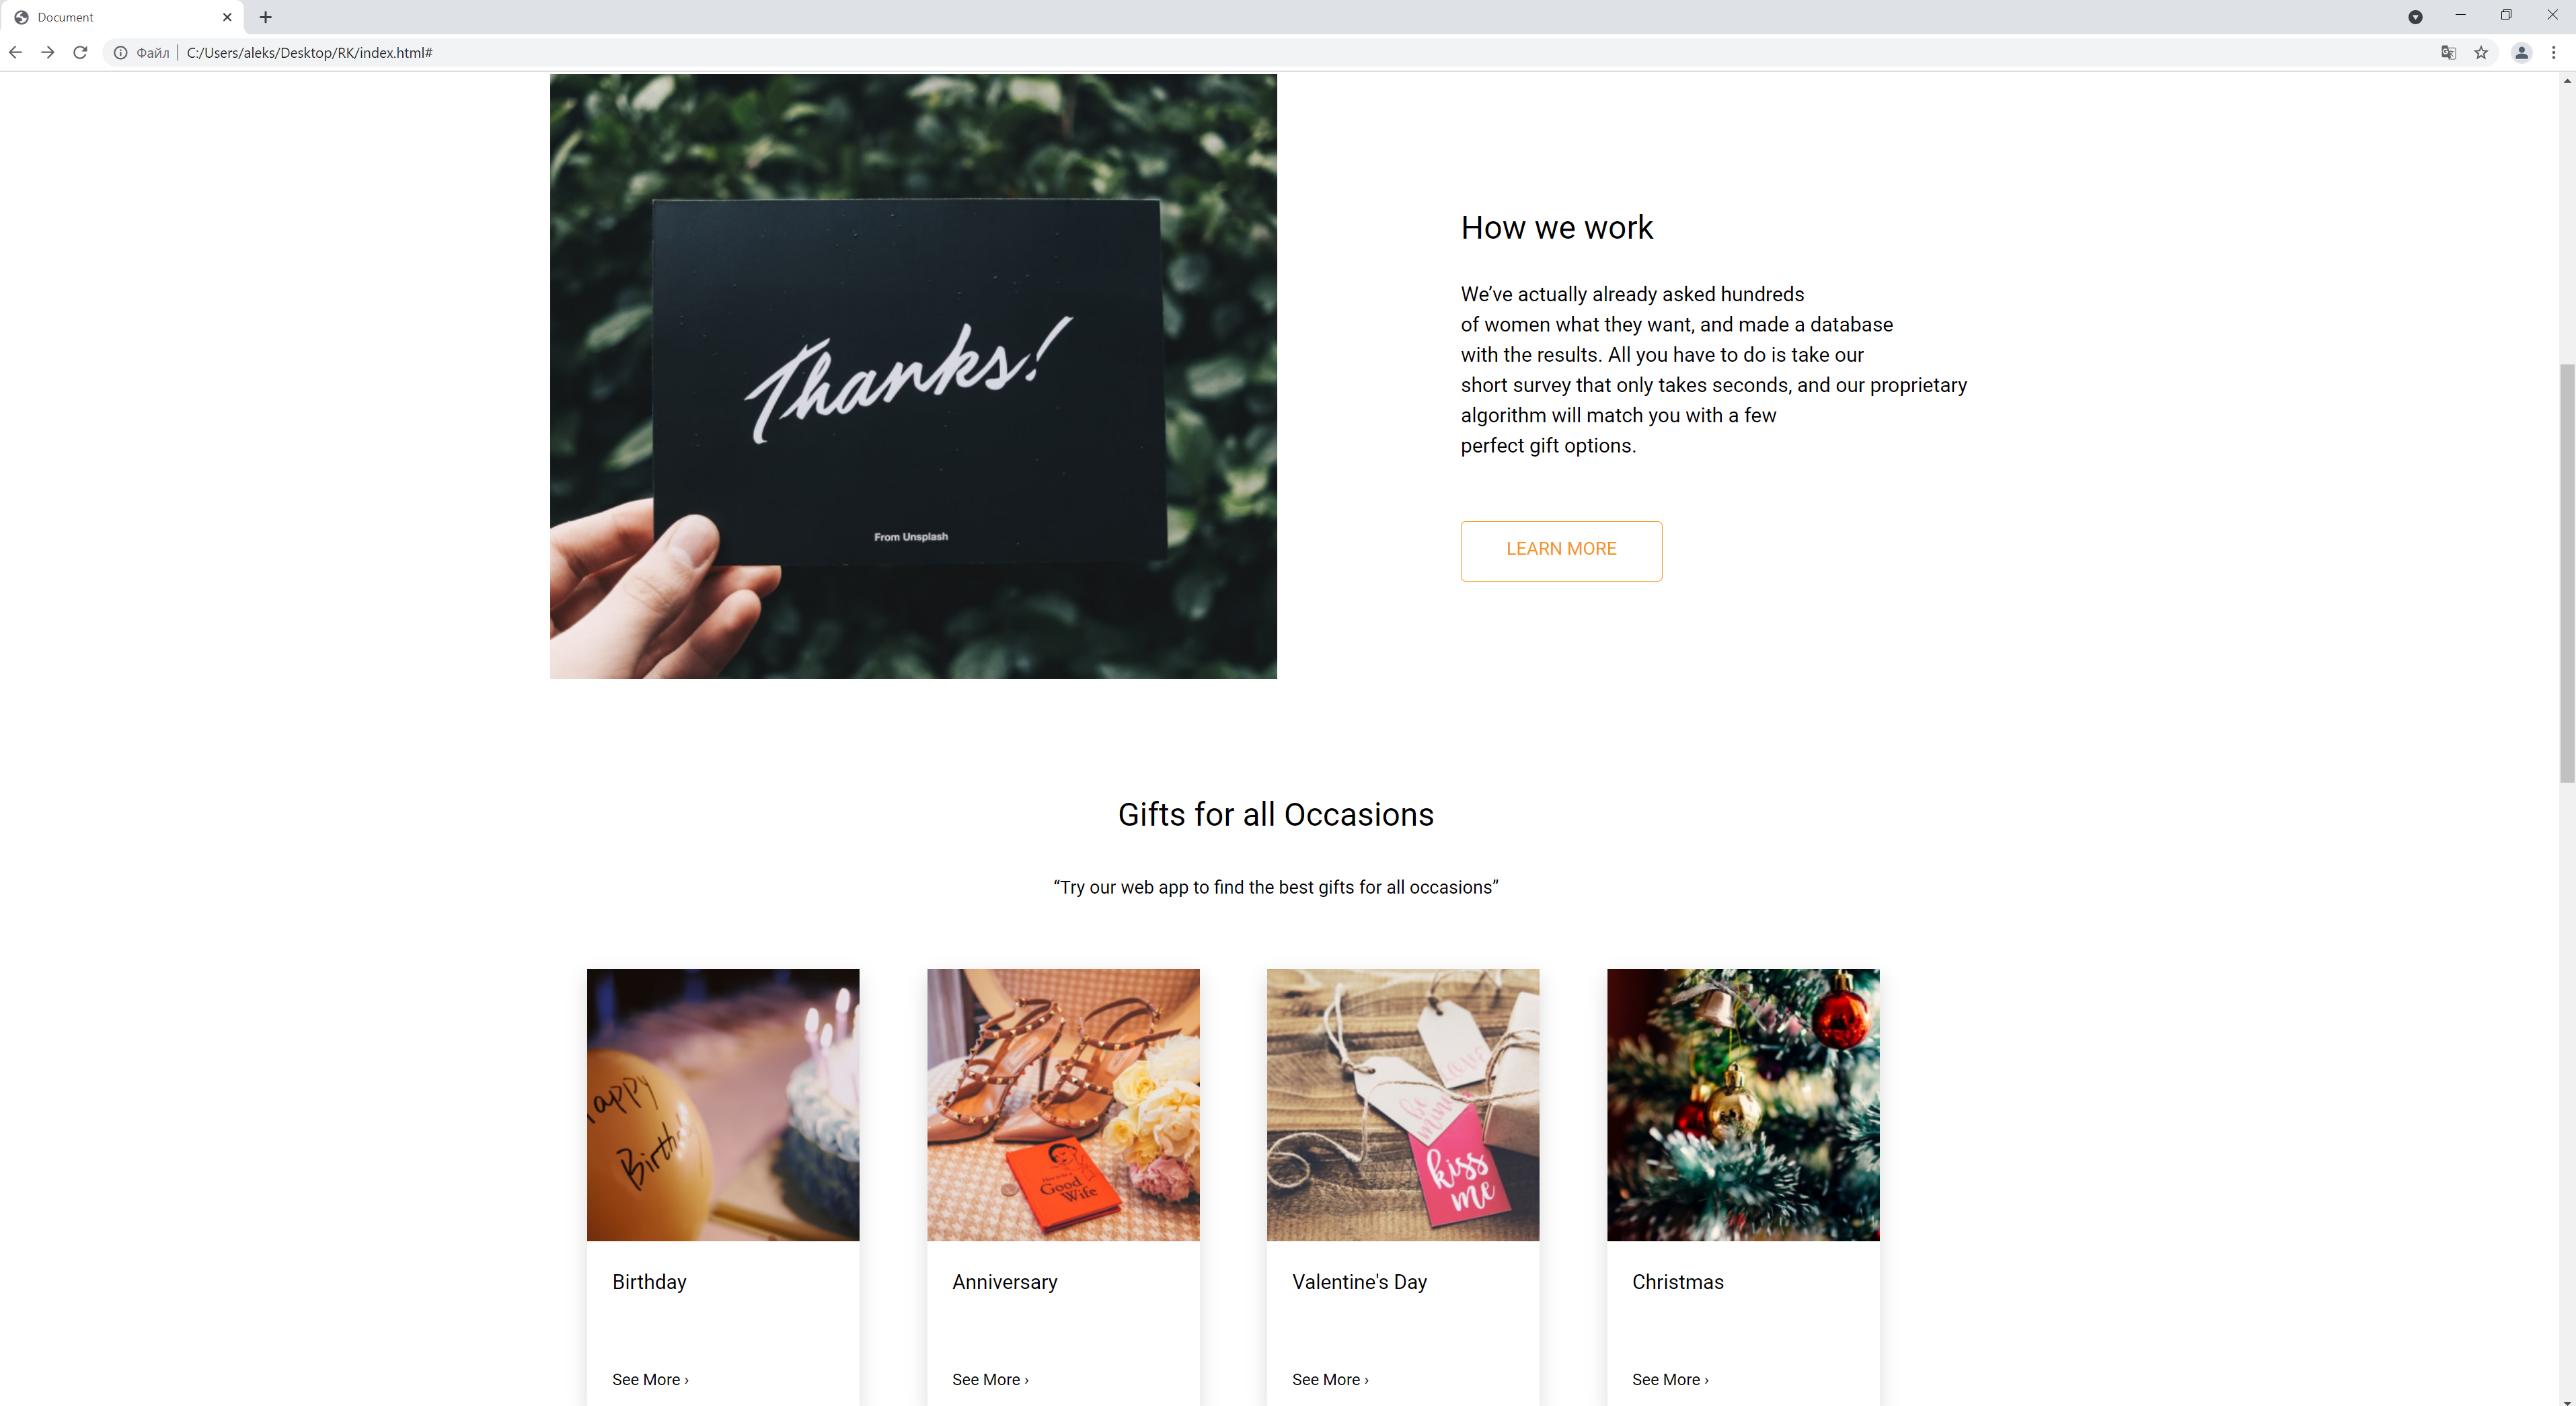 Document
Файл
C:/Users/aleks/Desktop/RK/index.html#
Thanks!
From Unsplash
How we work
We’ve actually already asked hundreds
of women what they want, and made a database
with the results. All you have to do is take our
short survey that only takes seconds, and our proprietary
algorithm will match you with a few
perfect gift options.
LEARN MORE
Gifts for all Occasions
“Try our web app to find the best gifts for all occasions”
appy
Birth
Good
Wife
love
be
mine
kiss
me
Birthday
Anniversary
Valentine's Day
Christmas
See More ›
See More ›
See More ›
See More ›